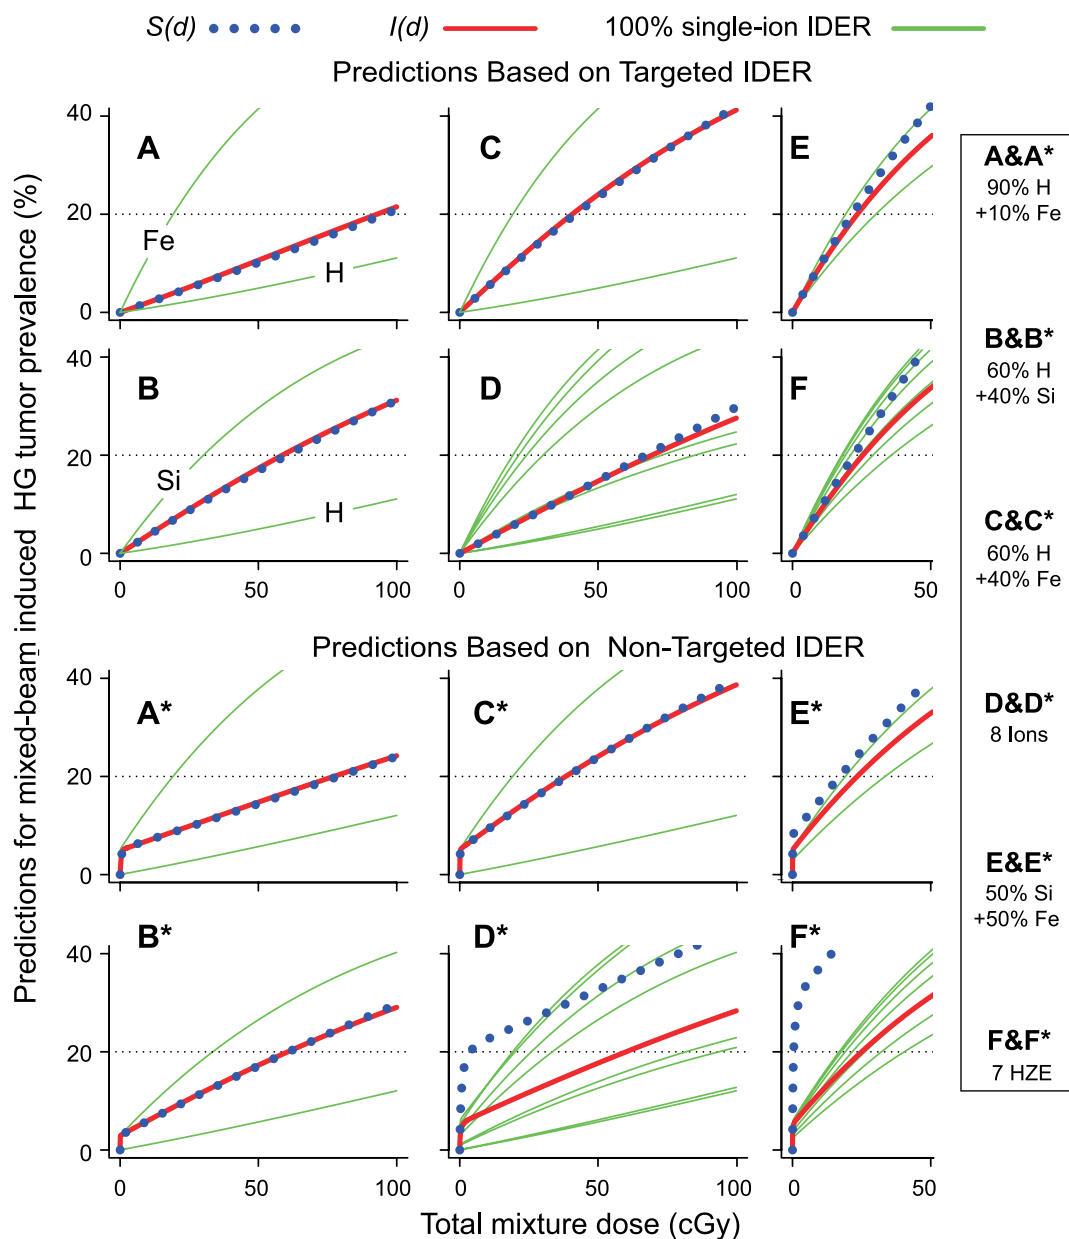 S(d) I(d) 100% single-ion IDER
Predictions Based on Targeted IDER
Predictions for mixed-beam induced HG tumor prevalence (%)
40
20
0
A
Fe
H
C
E
40
20
0
B
Si
H
D
F
0 50 100
0 50 100
0 50
Predictions Based on Non-Targeted IDER
40
20
0
A*
C*
E*
40
20
0
B*
D*
F*
0 50 100
0 50 100
0 50
Total mixture dose (cGy)
A&A*
90% H
+10% Fe
B&B*
60% H
+40% Si
C&C*
60% H
+40% Fe
D&D*
8 Ions
E&E*
50% Si
+50% Fe
F&F*
7 HZE